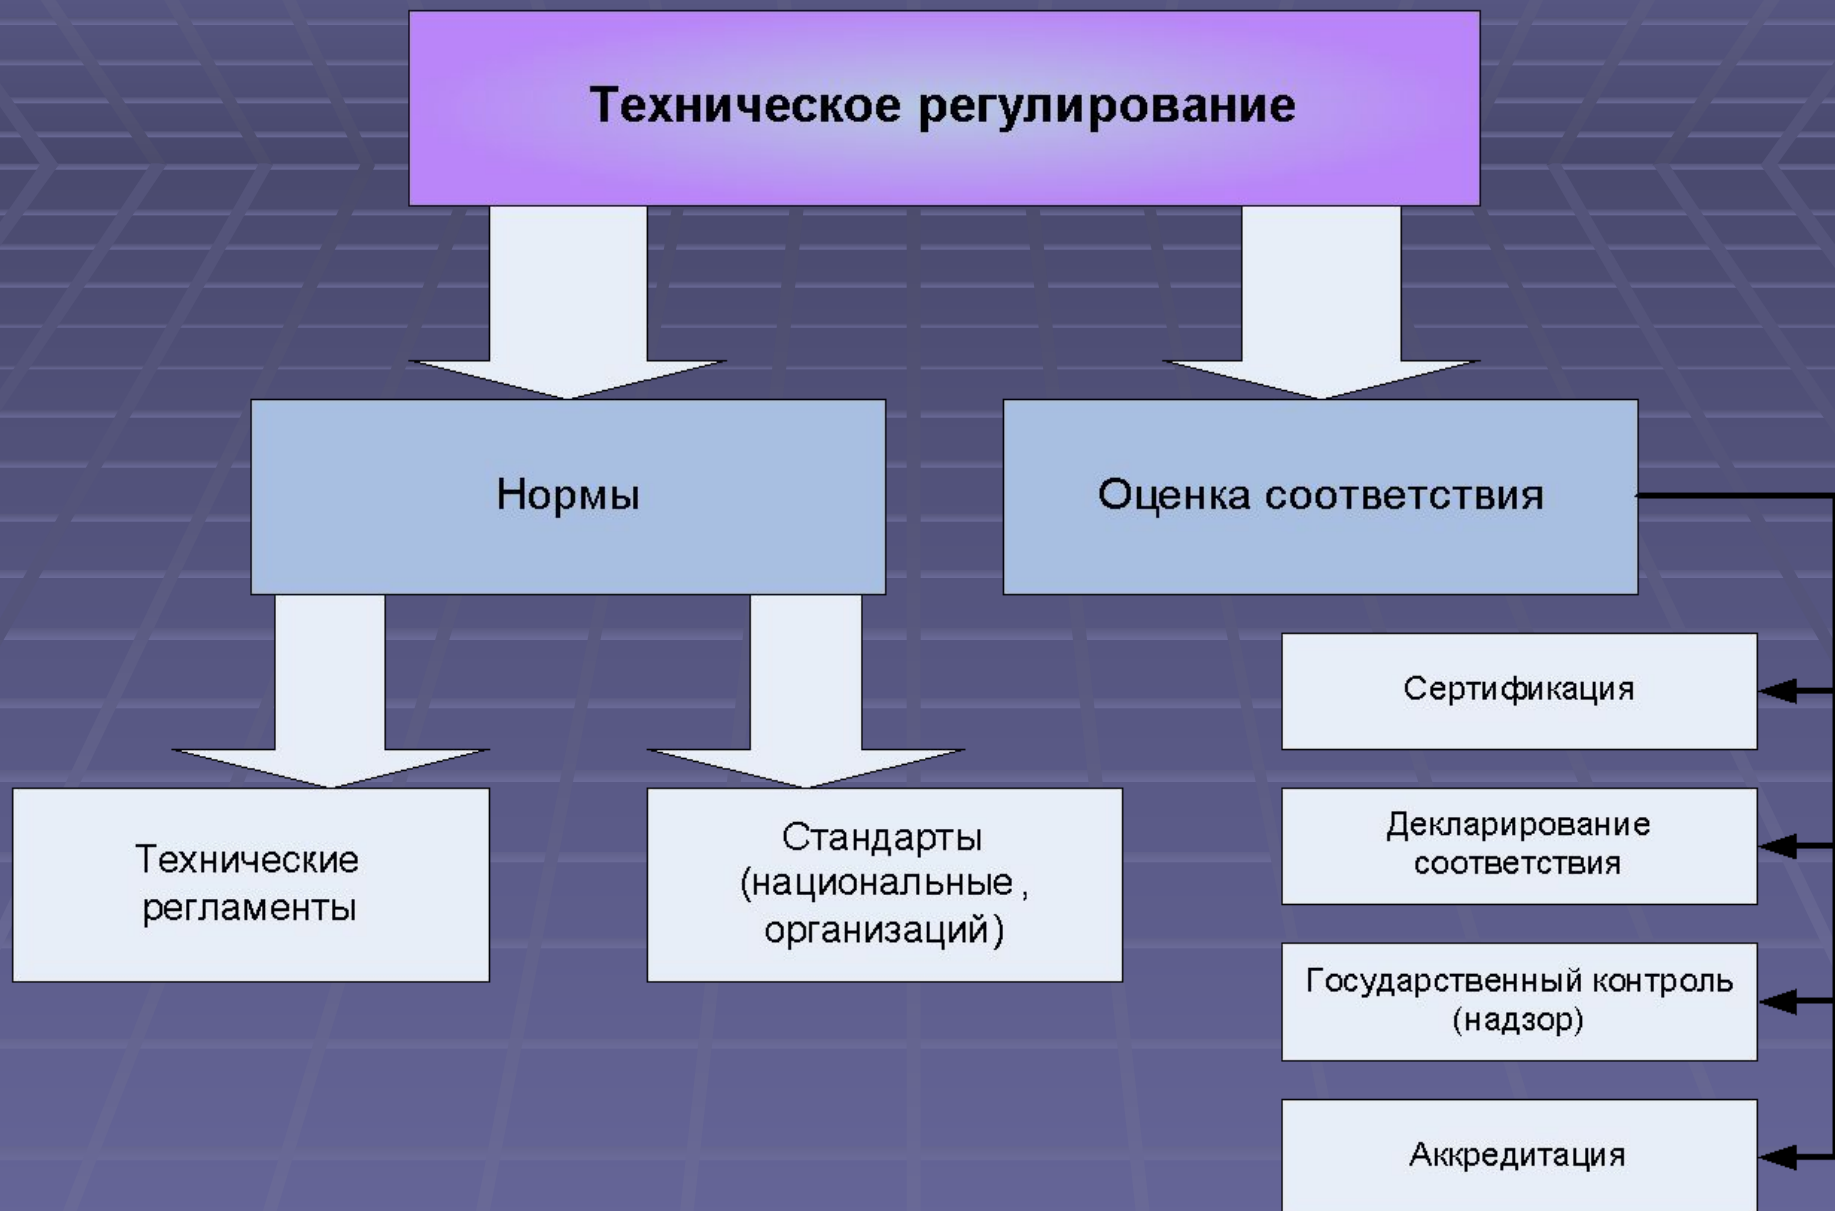 Техническое регулирование
Нормы
Оценка соответствия
Технические
регламенты
Стандарты
(национальные,
организаций)
Сертификация
Декларирование
соответствия
Государственный контроль
(надзор)
Аккредитация